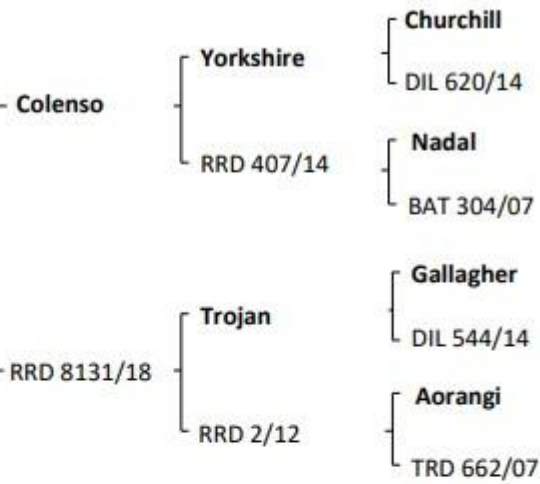 Churchill
Yorkshire
DIL 620/14
Colenso
Nadal
RRD 407/14
BAT 304/07
Gallagher
Trojan
DIL 544/14
RRD 8131/18
Aorangi
RRD 2/12
TRD 662/07